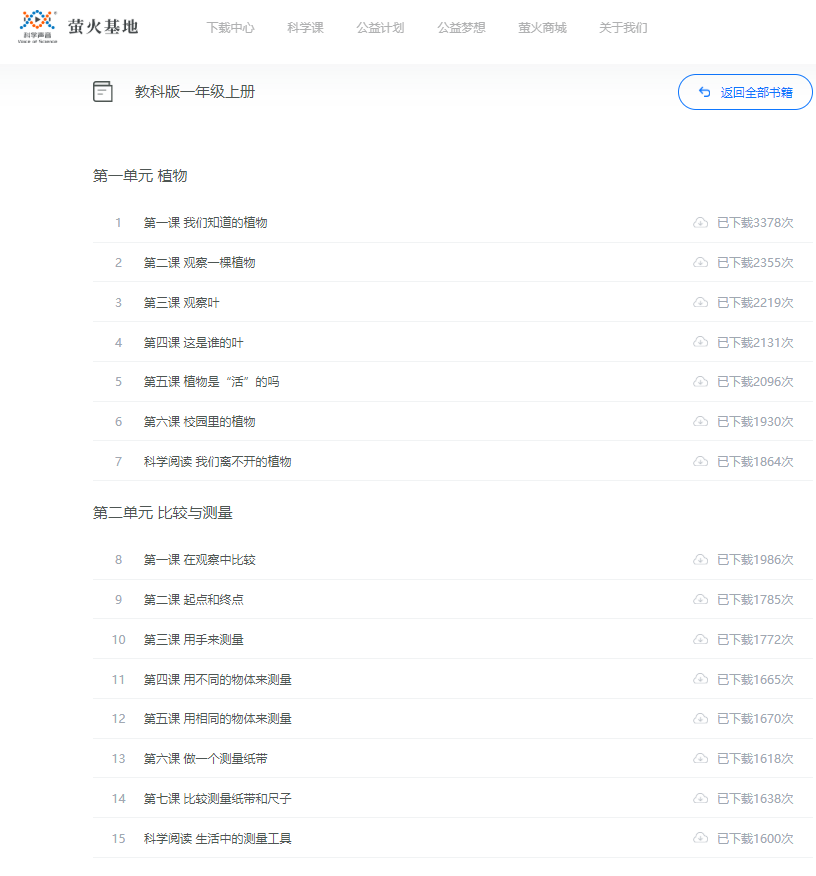 科学声音
Voice of Science
萤火基地
下载中心 科学课 公益计划 公益梦想 萤火商城 关于我们
教科版一年级上册
返回全部书籍
第一单元 植物
1 第一课 我们知道的植物 已下载3378次
2 第二课 观察一棵植物 已下载2355次
3 第三课 观察叶 已下载2219次
4 第四课 这是谁的叶 已下载2131次
5 第五课 植物是“活”的吗 已下载2096次
6 第六课 校园里的植物 已下载1930次
7 科学阅读 我们离不开的植物 已下载1864次
第二单元 比较与测量
8 第一课 在观察中比较 已下载1986次
9 第二课 起点和终点 已下载1785次
10 第三课 用手来测量 已下载1772次
11 第四课 用不同的物体来测量 已下载1665次
12 第五课 用相同的物体来测量 已下载1670次
13 第六课 做一个测量纸带 已下载1618次
14 第七课 比较测量纸带和尺子 已下载1638次
15 科学阅读 生活中的测量工具 已下载1600次